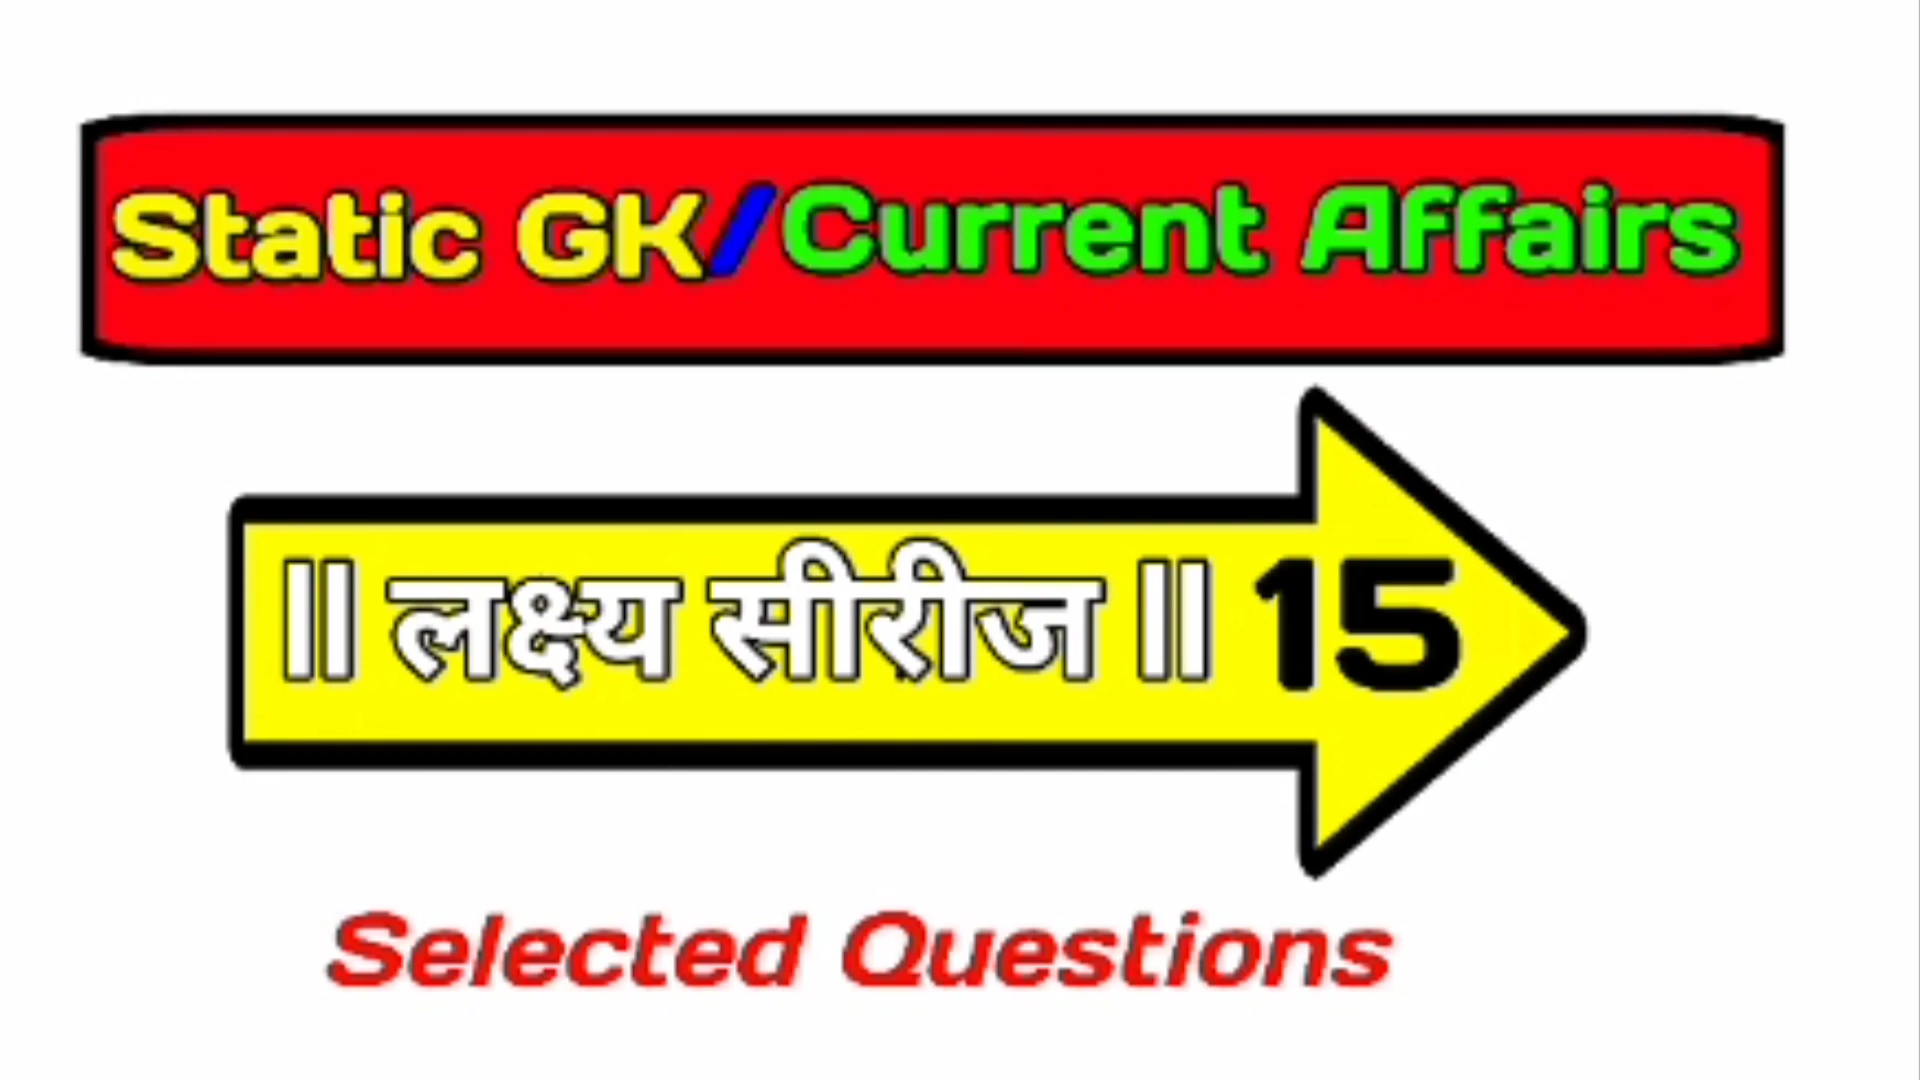 Static GK/Current Affairs
|| लक्ष्य सीरीज || 15
Selected Questions